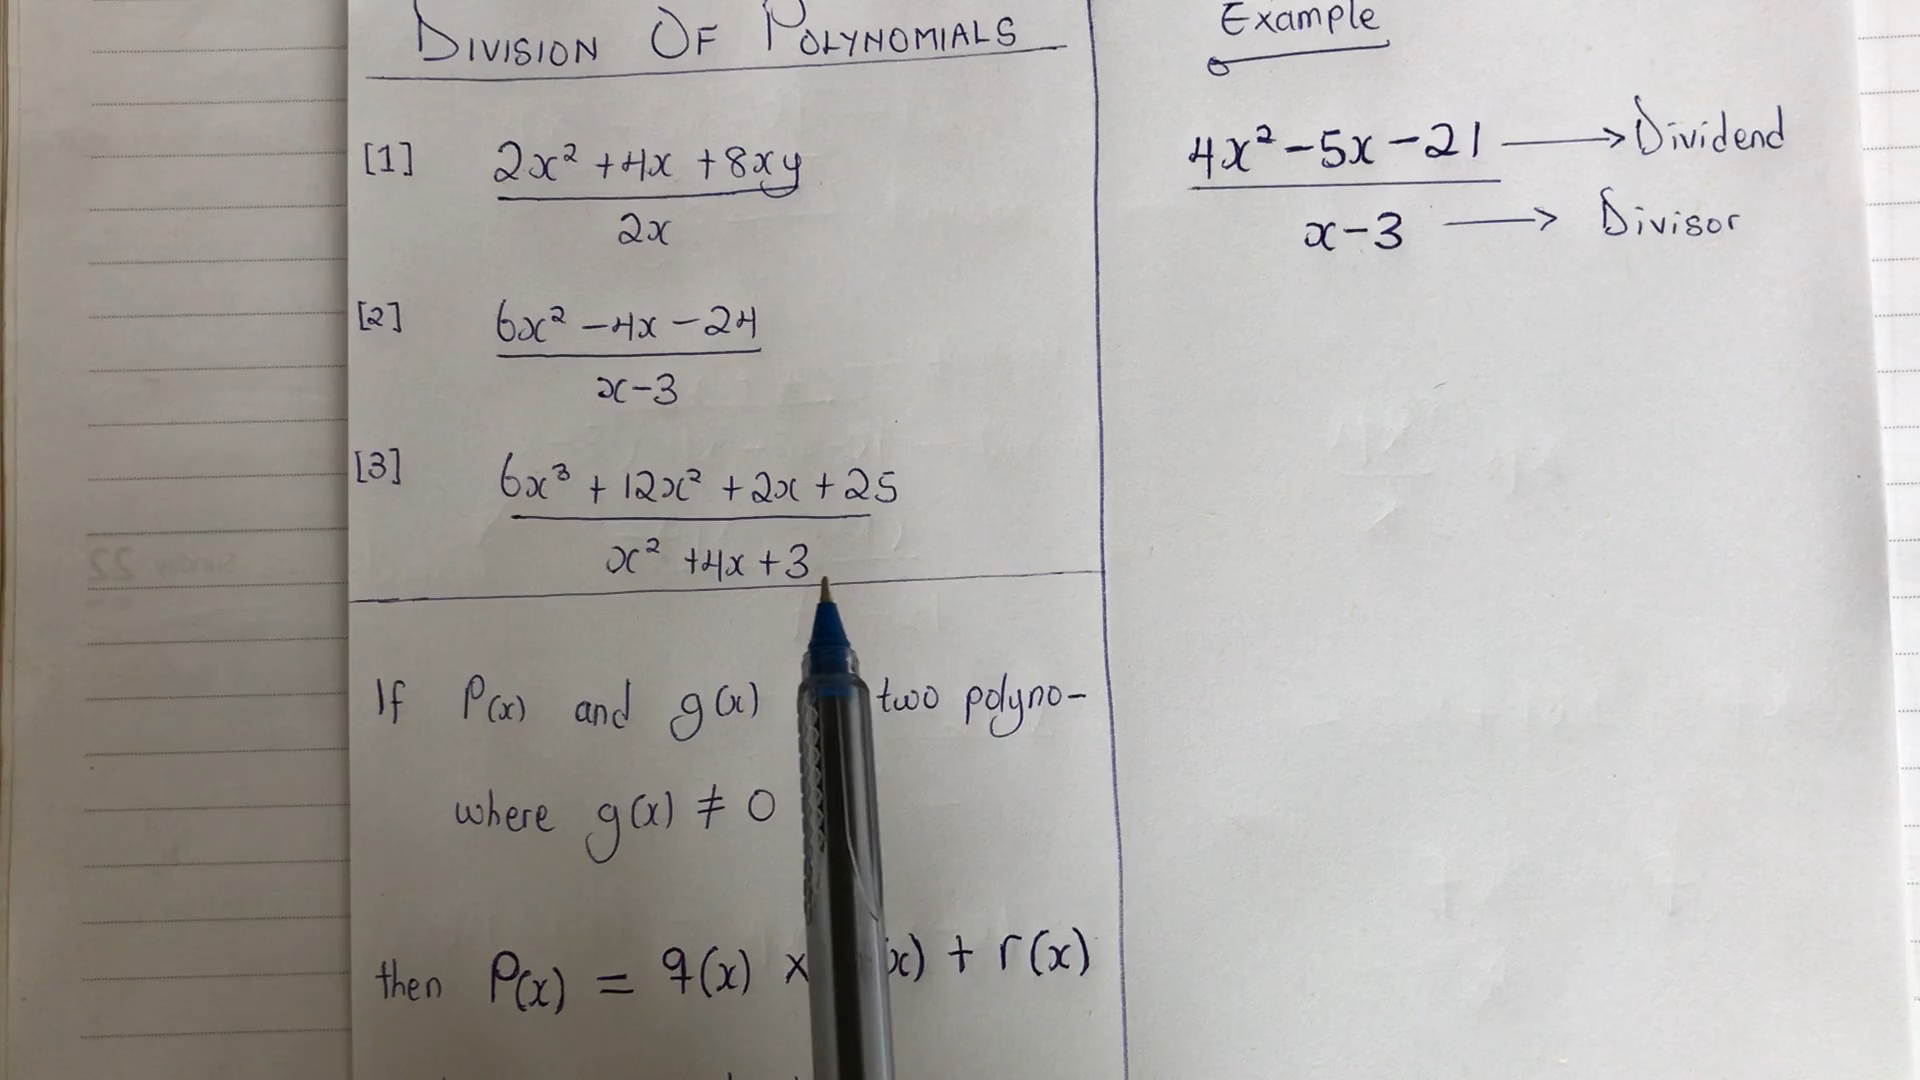 DIVISION OF POLYNOMIALS
[1] 2x² + 4x + 8xy
2x
[2] 6x² - 4x - 24
x - 3
[3] 6x³ + 12x² + 2x + 25
x² + 4x + 3
If P(x) and g(x) two polyno-
where g(x) ≠ 0
then P(x) = q(x) × x) + r(x)
Example
4x² - 5x - 21 → Dividend
x - 3 → Divisor